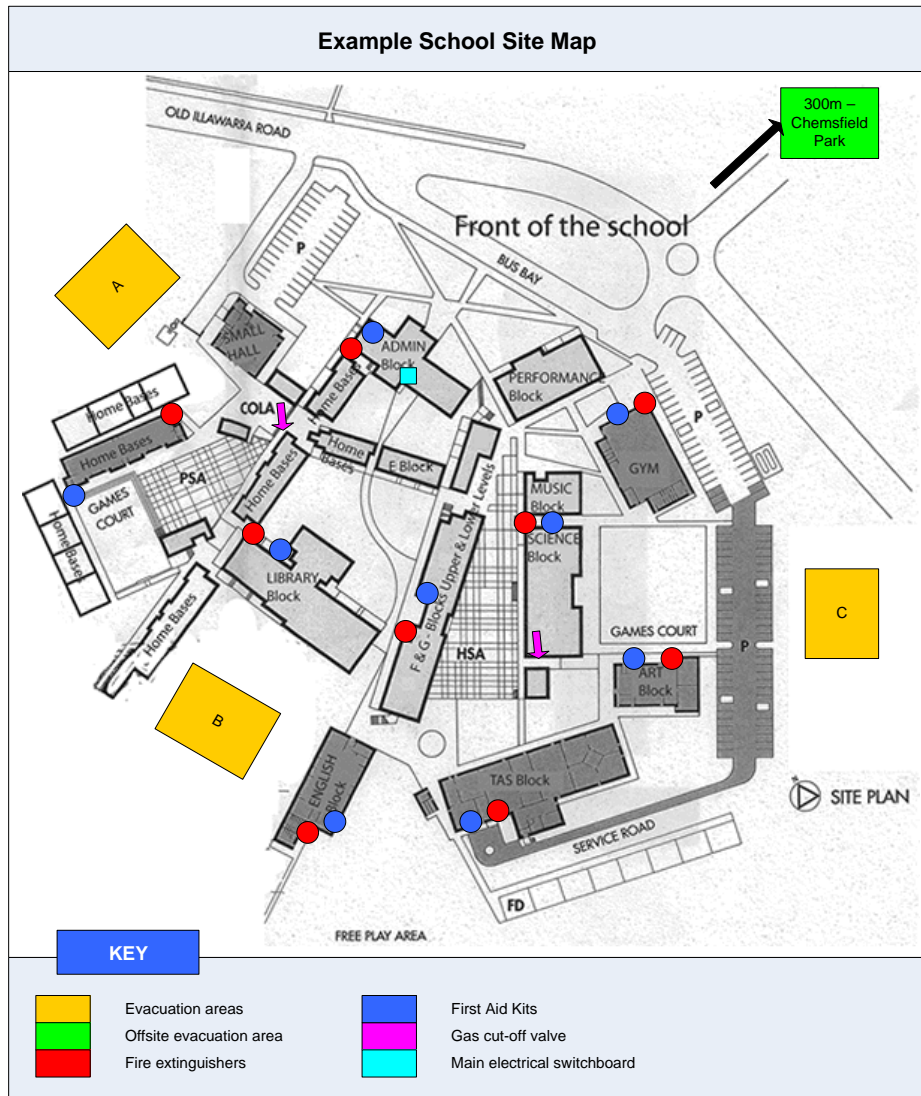 Example School Site Map
300m –
Chemsfield
Park
OLD ILLAWARRA ROAD
Front of the school
BUS BAY
A
P
SMALL
HALL
ADMIN
Block
Home Bases
PERFORMANCE
Block
COLA
Home Bases
Home Bases
Home
Bases
E Block
P
GYM
PSA
Home Bases
GAMES
COURT
Home Bases
MUSIC
Block
SCIENCE
Block
LIBRARY
Block
F & G - Blocks Upper & Lower Levels
HSA
GAMES COURT
C
P
Home Bases
ART
Block
B
ENGLISH
Block
TAS Block
SITE PLAN
SERVICE ROAD
FD
FREE PLAY AREA
KEY
Evacuation areas
Offsite evacuation area
Fire extinguishers
First Aid Kits
Gas cut-off valve
Main electrical switchboard